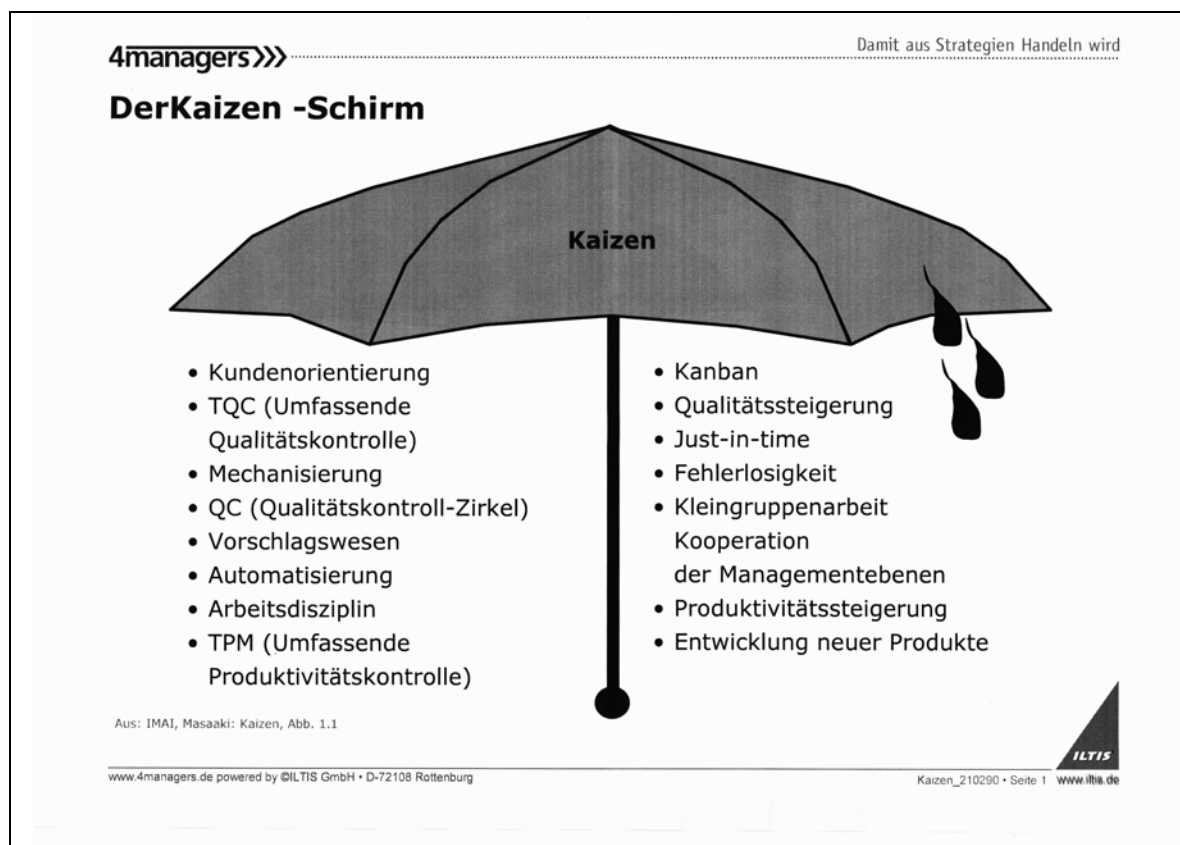 4managers>>>
Damit aus Strategien Handeln wird
DerKaizen -Schirm
Kaizen
• Kundenorientierung
• TQC (Umfassende
Qualitätskontrolle)
• Mechanisierung
• QC (Qualitätskontroll-Zirkel)
• Vorschlagswesen
• Automatisierung
• Arbeitsdisziplin
• TPM (Umfassende
Produktivitätskontrolle)
• Kanban
• Qualitätssteigerung
• Just-in-time
• Fehlerlosigkeit
• Kleingruppenarbeit
Kooperation
der Managementebenen
• Produktivitätssteigerung
• Entwicklung neuer Produkte
Aus: IMAI, Masaaki: Kaizen, Abb. 1.1
ILTIS
www.4managers.de powered by ©ILTIS GmbH • D-72108 Rottenburg
Kaizen_210290 • Seite 1
www.iltis.de